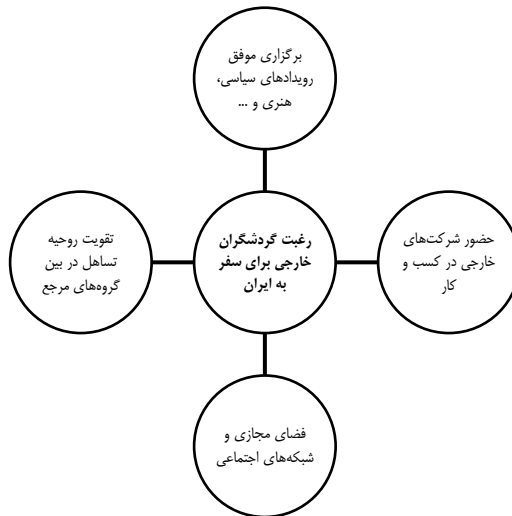 برگزاری موفق
رویدادهای سیاسی،
هنری و ...
حضور شرکت‌های
خارجی در کسب و
کار
رغبت گردشگران
خارجی برای سفر
به ایران
تقویت روحیه
تساهل در بین
گروه‌های مرجع
فضای مجازی و
شبکه‌های اجتماعی